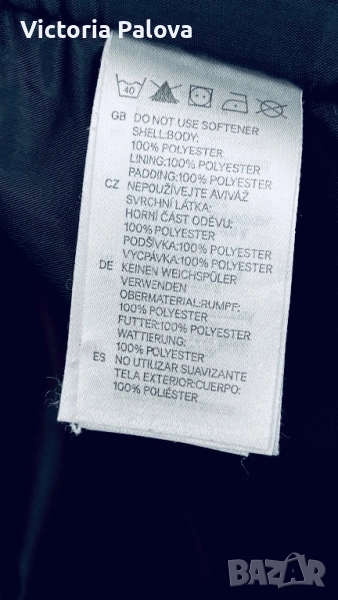 Victoria Palova
40
GB DO NOT USE SOFTENER
SHELL:BODY:
100% POLYESTER
LINING:100% POLYESTER
PADDING:100% POLYESTER
CZ NEPOUŽÍVEJTE AVIVÁŽ
SVRCHNÍ LÁTKA:
HORNÍ ČÁST ODĚVU:
100% POLYESTER
PODŠÍVKA:100% POLYESTER
VYCPÁVKA:100% POLYESTER
DE KEINEN WEICHSPÜLER
VERWENDEN
OBERMATERIAL:RUMPF:
100% POLYESTER
FUTTER:100% POLYESTER
WATTIERUNG:
100% POLYESTER
ES NO UTILIZAR SUAVIZANTE
TELA EXTERIOR:CUERPO:
100% POLIÉSTER
BAZAR